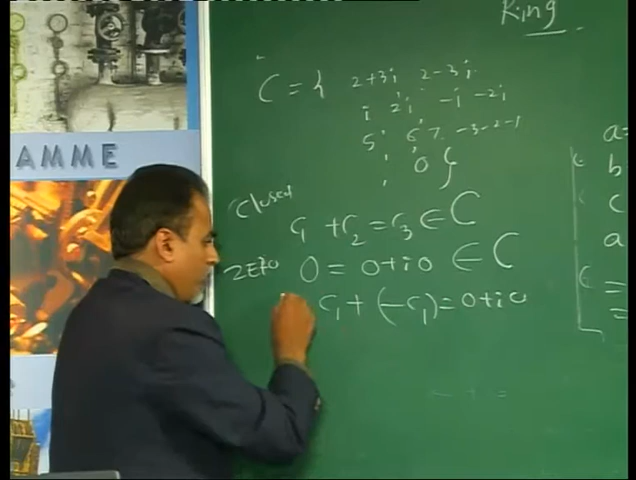 Ring
C = { 2+3i, 2-3i,
i, 2i, -i, -2i,
5, 6, 7, -3-2-1
, 0 }
Closed c₁ + c₂ = c₃ ∈ C
zero 0 = 0+i0 ∈ C
c₁ + (-c₁) = 0+i0
a=
b
c
a
=
=
AMME